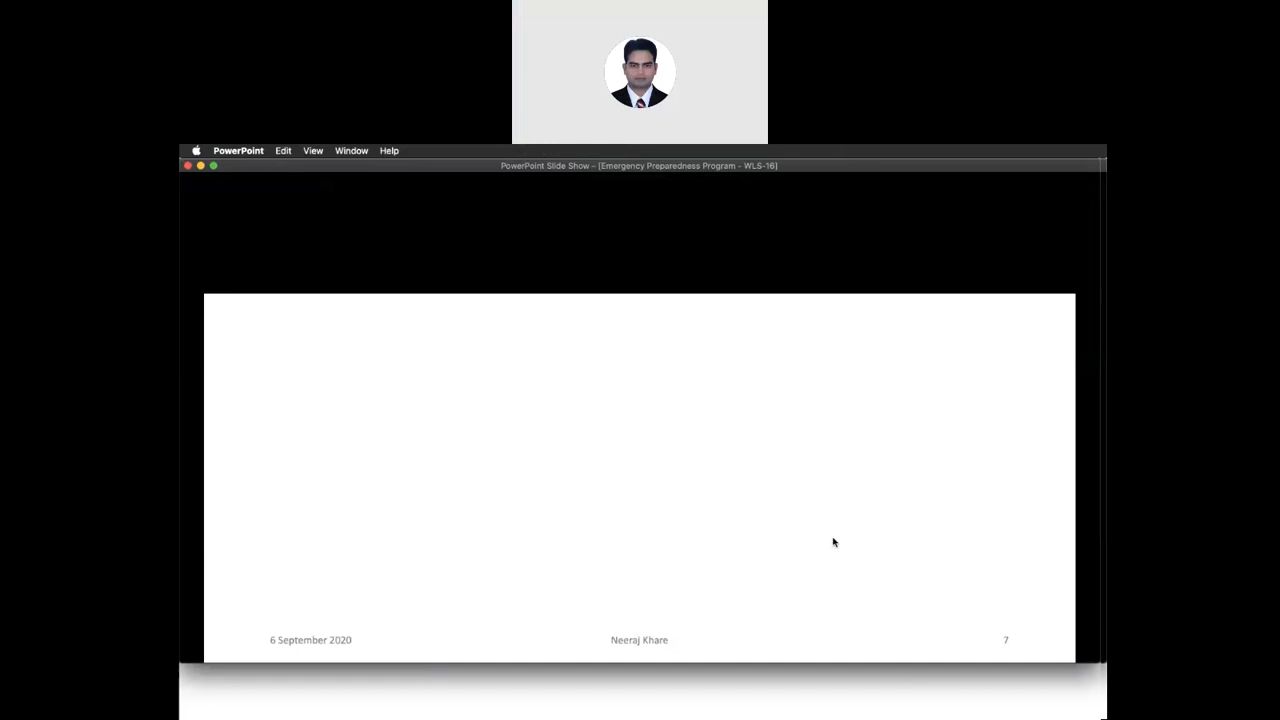 PowerPoint Edit View Window Help
PowerPoint Slide Show – [Emergency Preparedness Program - WLS-16]
6 September 2020 Neeraj Khare 7